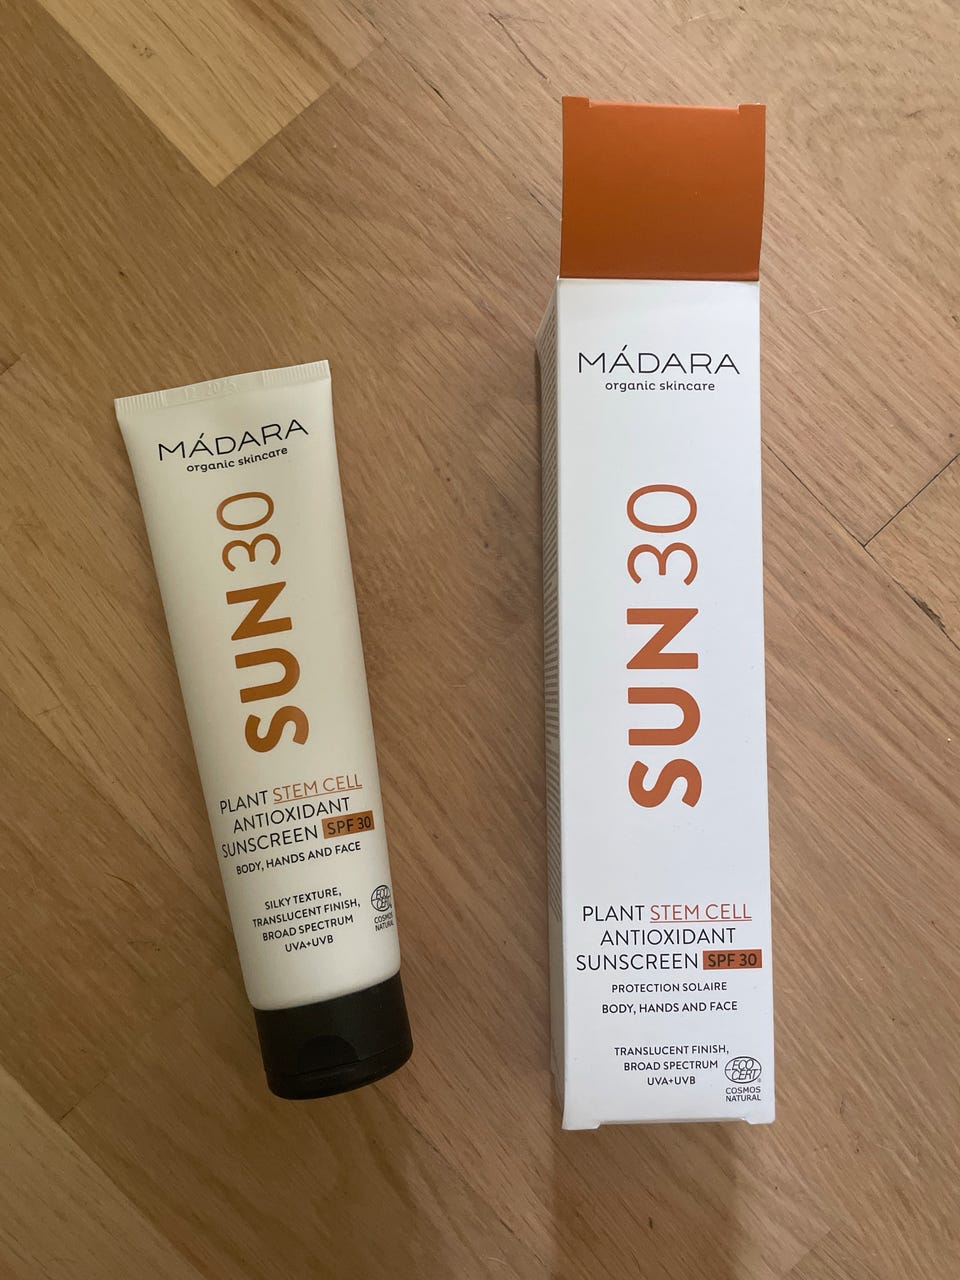 MÁDARA
organic skincare
SUN 30
PLANT STEM CELL
ANTIOXIDANT
SUNSCREEN SPF 30
BODY, HANDS AND FACE
SILKY TEXTURE,
TRANSLUCENT FINISH,
BROAD SPECTRUM
UVA+UVB
ECO
CERT
COSMOS
NATURAL
MÁDARA
organic skincare
SUN 30
PLANT STEM CELL
ANTIOXIDANT
SUNSCREEN SPF 30
PROTECTION SOLAIRE
BODY, HANDS AND FACE
TRANSLUCENT FINISH,
BROAD SPECTRUM
UVA+UVB
ECO
CERT
®
COSMOS
NATURAL